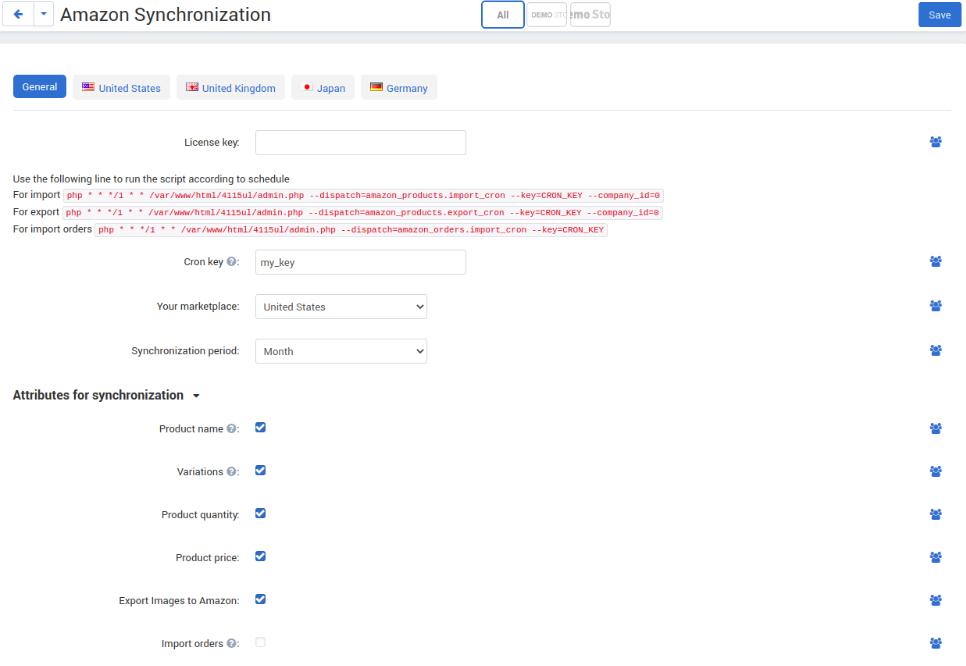 Amazon Synchronization
All
DEMO STO
emo Sto
Save
General
United States
United Kingdom
Japan
Germany
License key:
Use the following line to run the script according to schedule
For import php * * */1 * * /var/www/html/4115ul/admin.php --dispatch=amazon_products.import_cron --key=CRON_KEY --company_id=0
For export php * * */1 * * /var/www/html/4115ul/admin.php --dispatch=amazon_products.export_cron --key=CRON_KEY --company_id=0
For import orders php * * */1 * * /var/www/html/4115ul/admin.php --dispatch=amazon_orders.import_cron --key=CRON_KEY
Cron key ?: my_key
Your marketplace: United States
Synchronization period: Month
Attributes for synchronization
Product name ?:
Variations ?:
Product quantity:
Product price:
Export Images to Amazon:
Import orders ?: